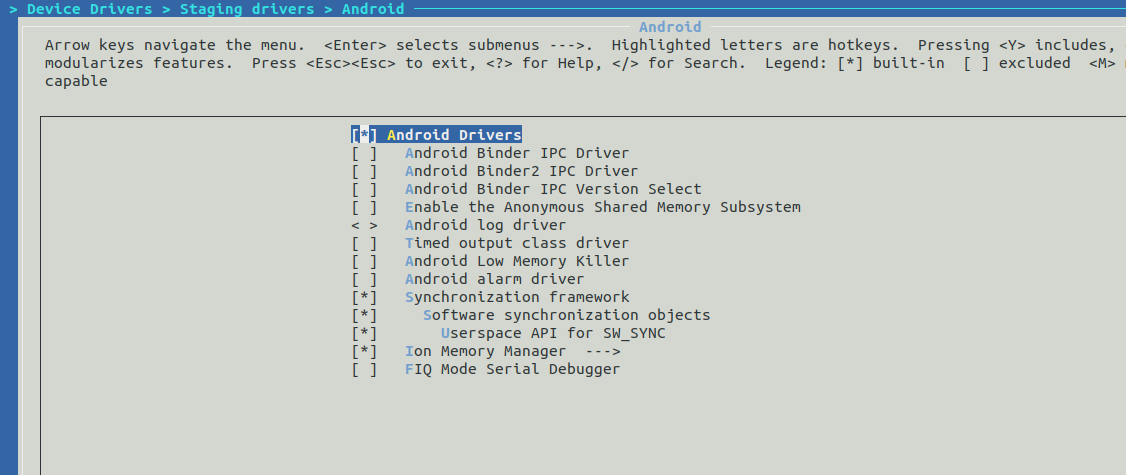 > Device Drivers > Staging drivers > Android
Android
Arrow keys navigate the menu.  <Enter> selects submenus --->.  Highlighted letters are hotkeys.  Pressing <Y> includes,
modularizes features.  Press <Esc><Esc> to exit, <?> for Help, </> for Search.  Legend: [*] built-in  [ ] excluded  <M>
capable
[*] Android Drivers
[ ]   Android Binder IPC Driver
[ ]   Android Binder2 IPC Driver
[ ]   Android Binder IPC Version Select
[ ]   Enable the Anonymous Shared Memory Subsystem
< >   Android log driver
[ ]   Timed output class driver
[ ]   Android Low Memory Killer
[ ]   Android alarm driver
[*]   Synchronization framework
[*]     Software synchronization objects
[*]       Userspace API for SW_SYNC
[*]   Ion Memory Manager  --->
[ ]   FIQ Mode Serial Debugger